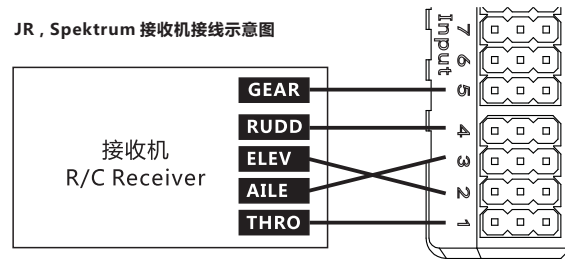 JR , Spektrum 接收机接线示意图
接收机
R/C Receiver
GEAR
RUDD
ELEV
AILE
THRO
Input
7
6
5
4
3
2
1